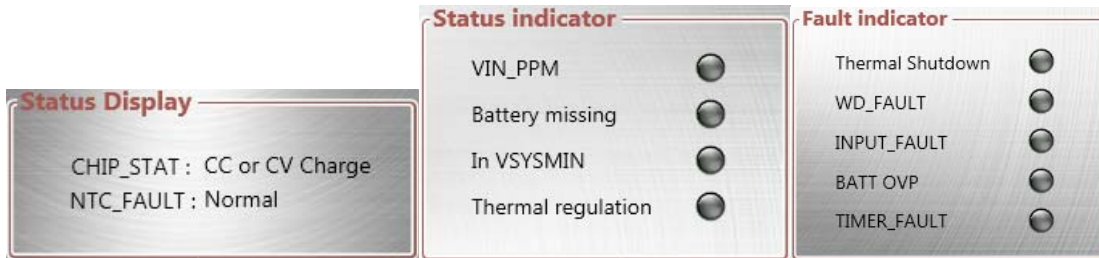 Status Display
CHIP_STAT : CC or CV Charge
NTC_FAULT : Normal
Status indicator
VIN_PPM
Battery missing
In VSYSMIN
Thermal regulation
Fault indicator
Thermal Shutdown
WD_FAULT
INPUT_FAULT
BATT OVP
TIMER_FAULT